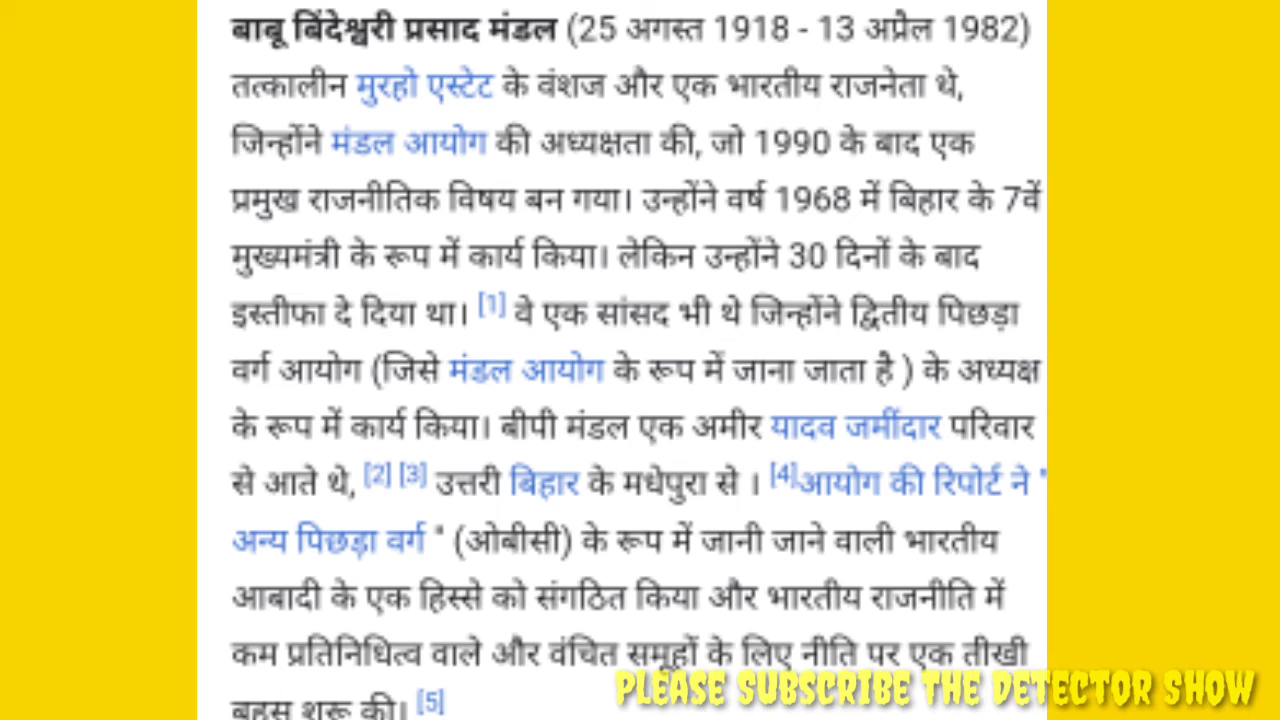 बाबू बिंदेश्वरी प्रसाद मंडल (25 अगस्त 1918 - 13 अप्रैल 1982)
तत्कालीन मुरहो एस्टेट के वंशज और एक भारतीय राजनेता थे,
जिन्होंने मंडल आयोग की अध्यक्षता की, जो 1990 के बाद एक
प्रमुख राजनीतिक विषय बन गया। उन्होंने वर्ष 1968 में बिहार के 7वें
मुख्यमंत्री के रूप में कार्य किया। लेकिन उन्होंने 30 दिनों के बाद
इस्तीफा दे दिया था। [1] वे एक सांसद भी थे जिन्होंने द्वितीय पिछड़ा
वर्ग आयोग (जिसे मंडल आयोग के रूप में जाना जाता है ) के अध्यक्ष
के रूप में कार्य किया। बीपी मंडल एक अमीर यादव जमींदार परिवार
से आते थे, [2] [3] उत्तरी बिहार के मधेपुरा से । [4]आयोग की रिपोर्ट ने "
अन्य पिछड़ा वर्ग " (ओबीसी) के रूप में जानी जाने वाली भारतीय
आबादी के एक हिस्से को संगठित किया और भारतीय राजनीति में
कम प्रतिनिधित्व वाले और वंचित समूहों के लिए नीति पर एक तीखी
बहस शुरू की। [5]
PLEASE SUBSCRIBE THE DETECTOR SHOW